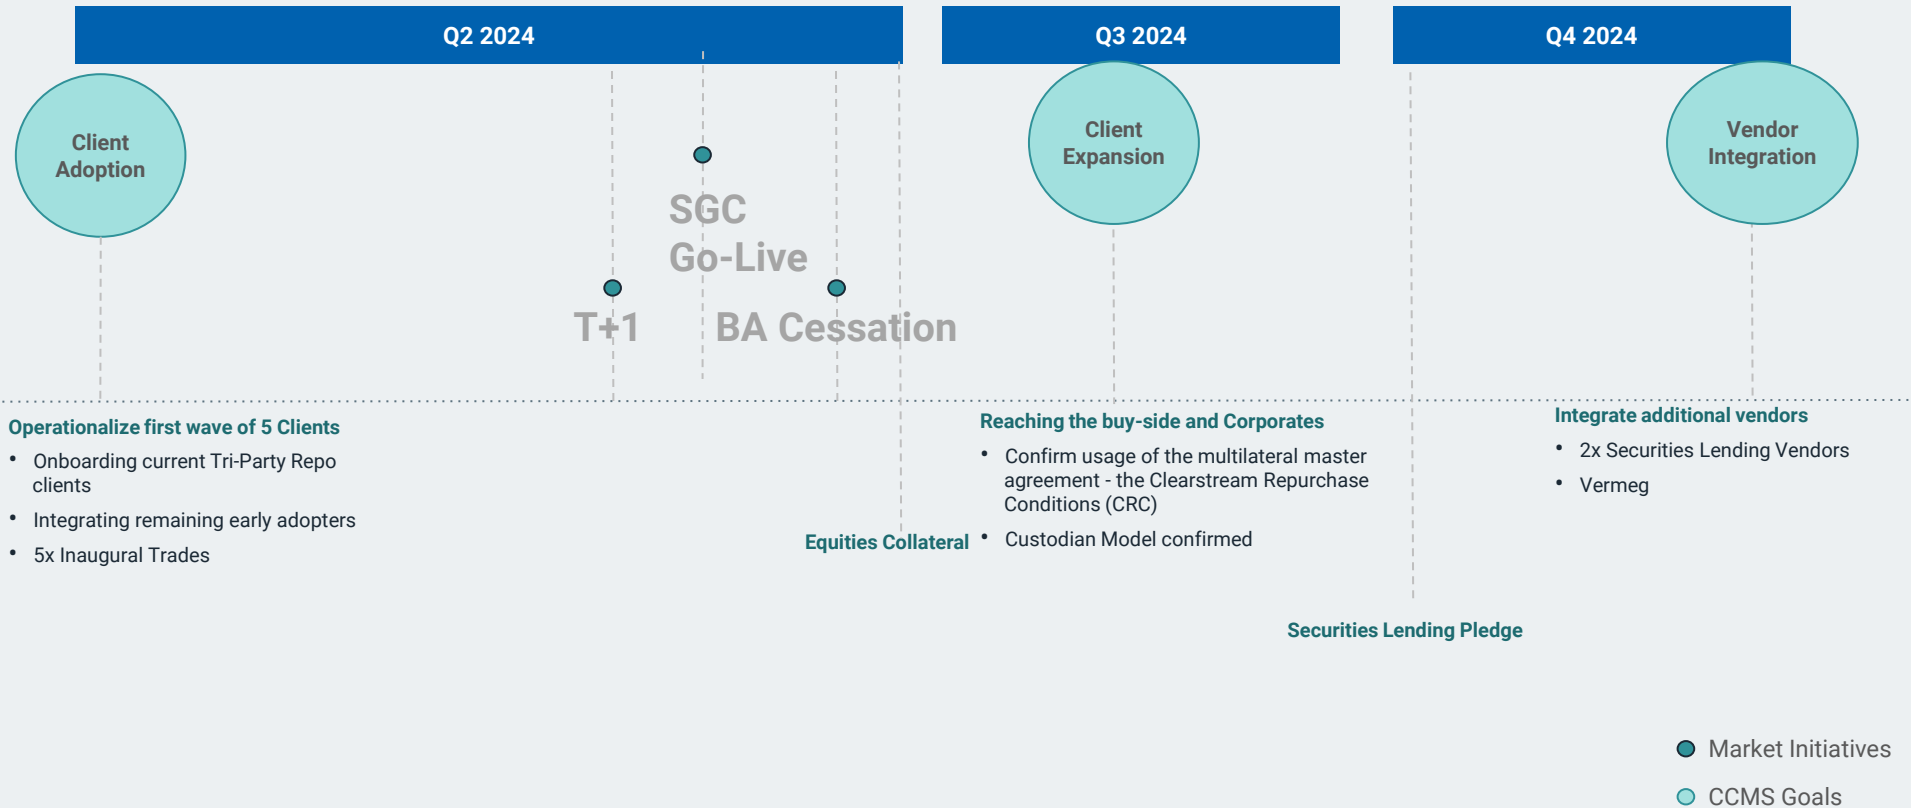 Q2 2024
Q3 2024
Q4 2024
Client
Adoption
SGC
Go-Live
T+1
BA Cessation
Client
Expansion
Vendor
Integration
Operationalize first wave of 5 Clients
• Onboarding current Tri-Party Repo
clients
• Integrating remaining early adopters
• 5x Inaugural Trades
Equities Collateral
Reaching the buy-side and Corporates
• Confirm usage of the multilateral master
agreement - the Clearstream Repurchase
Conditions (CRC)
• Custodian Model confirmed
Securities Lending Pledge
Integrate additional vendors
• 2x Securities Lending Vendors
• Vermeg
Market Initiatives
CCMS Goals